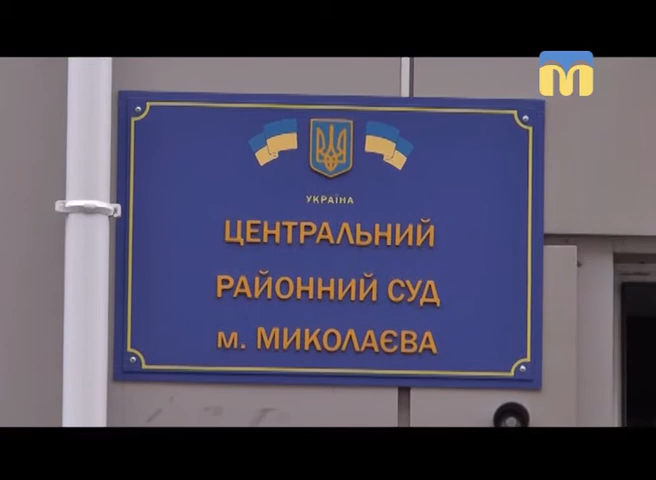 М
УКРАЇНА
ЦЕНТРАЛЬНИЙ
РАЙОННИЙ СУД
м. МИКОЛАЄВА